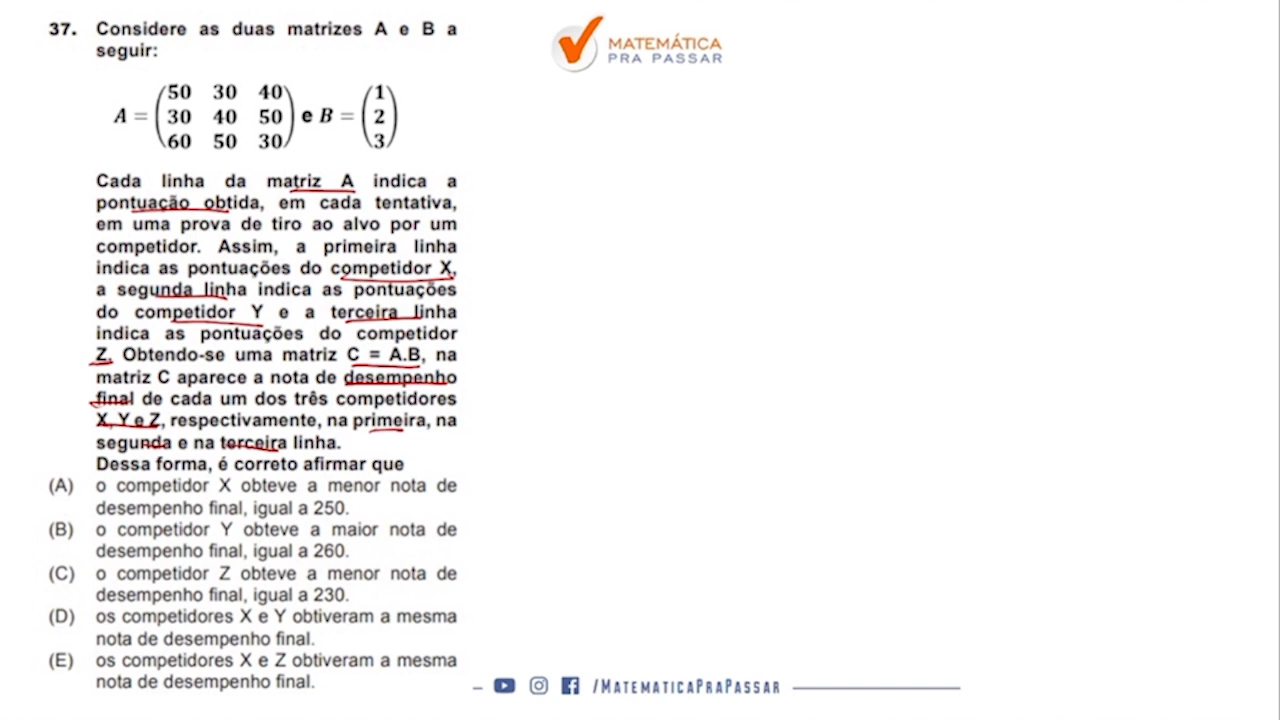 37. Considere as duas matrizes A e B a
seguir:
A = (50 30 40
30 40 50
60 50 30) e B = (1
2
3)
Cada linha da matriz A indica a
pontuação obtida, em cada tentativa,
em uma prova de tiro ao alvo por um
competidor. Assim, a primeira linha
indica as pontuações do competidor X,
a segunda linha indica as pontuações
do competidor Y e a terceira linha
indica as pontuações do competidor
Z. Obtendo-se uma matriz C = A.B, na
matriz C aparece a nota de desempenho
final de cada um dos três competidores
X, Y e Z, respectivamente, na primeira, na
segunda e na terceira linha.
Dessa forma, é correto afirmar que
(A) o competidor X obteve a menor nota de
desempenho final, igual a 250.
(B) o competidor Y obteve a maior nota de
desempenho final, igual a 260.
(C) o competidor Z obteve a menor nota de
desempenho final, igual a 230.
(D) os competidores X e Y obtiveram a mesma
nota de desempenho final.
(E) os competidores X e Z obtiveram a mesma
nota de desempenho final.
MATEMÁTICA
PRA PASSAR
/MATEMATICAPRAPASSAR